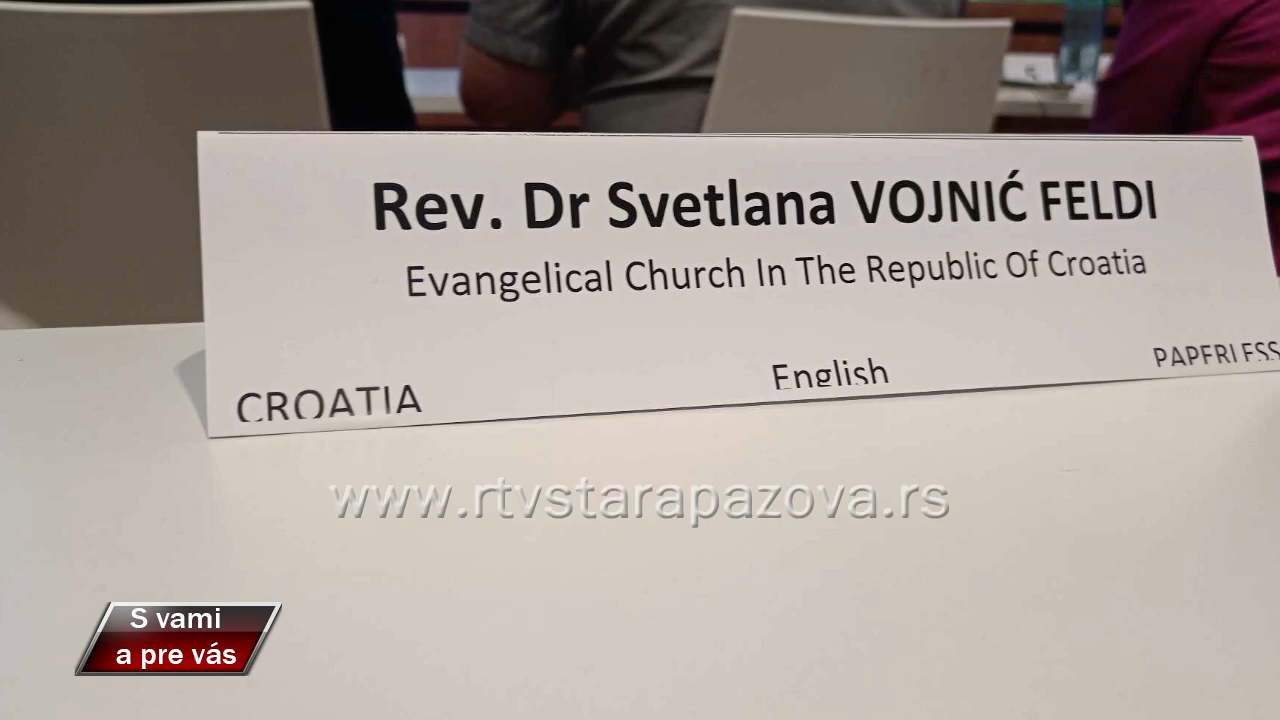 Rev. Dr Svetlana VOJNIĆ FELDI
Evangelical Church In The Republic Of Croatia
CROATIA
English
PAPERLESS
www.rtvstarapazova.rs
S vami
a pre vás